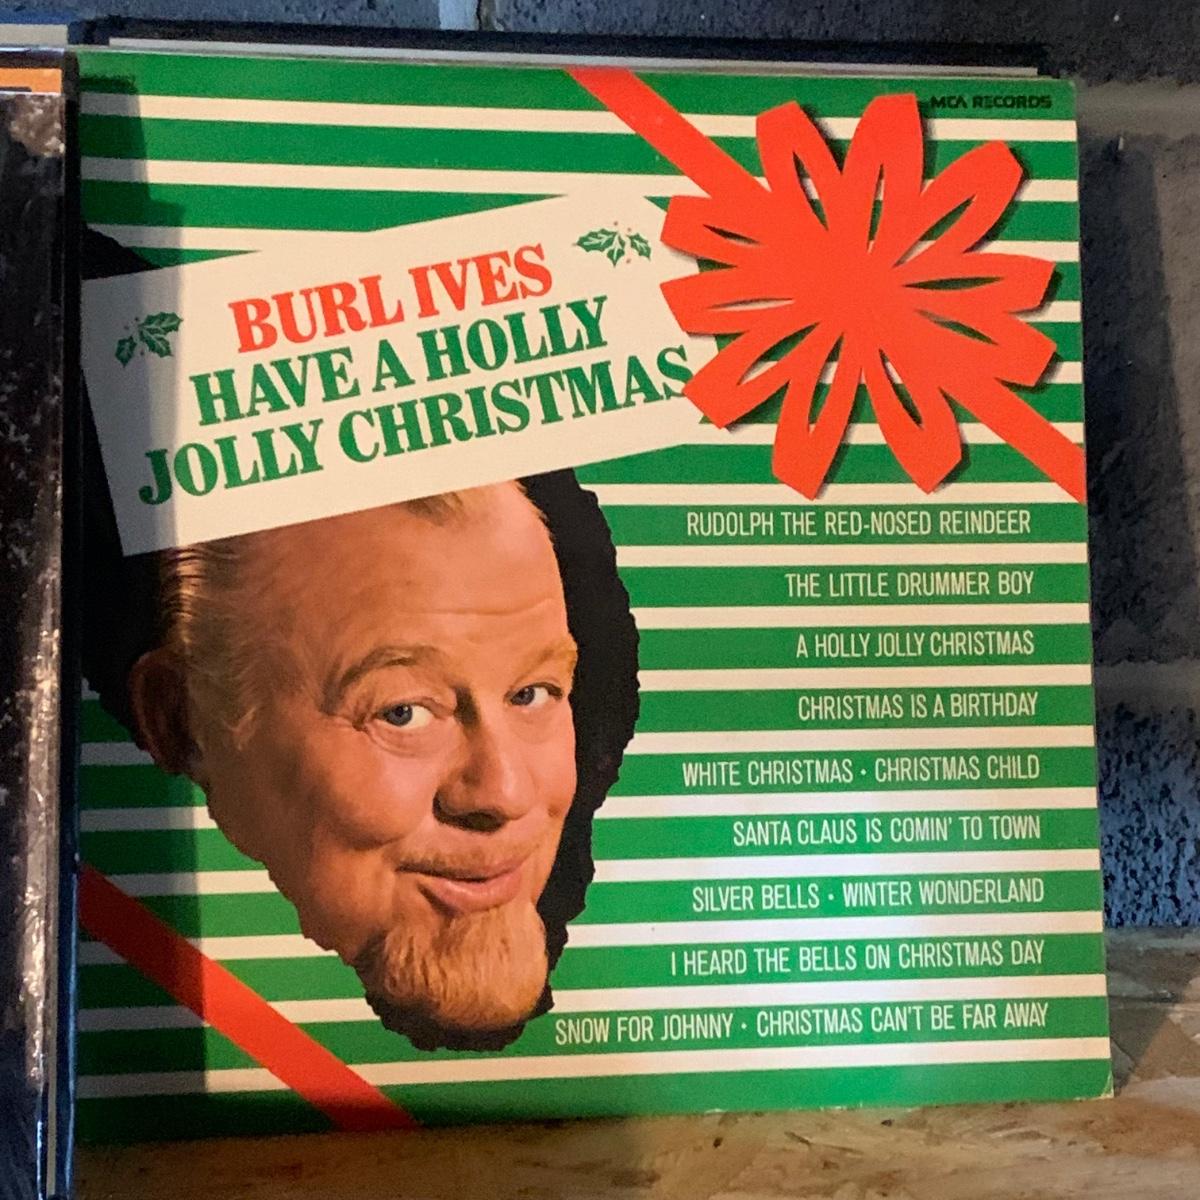 MCA RECORDS
BURL IVES
HAVE A HOLLY
JOLLY CHRISTMAS
RUDOLPH THE RED-NOSED REINDEER
THE LITTLE DRUMMER BOY
A HOLLY JOLLY CHRISTMAS
CHRISTMAS IS A BIRTHDAY
WHITE CHRISTMAS • CHRISTMAS CHILD
SANTA CLAUS IS COMIN' TO TOWN
SILVER BELLS • WINTER WONDERLAND
I HEARD THE BELLS ON CHRISTMAS DAY
SNOW FOR JOHNNY • CHRISTMAS CAN'T BE FAR AWAY